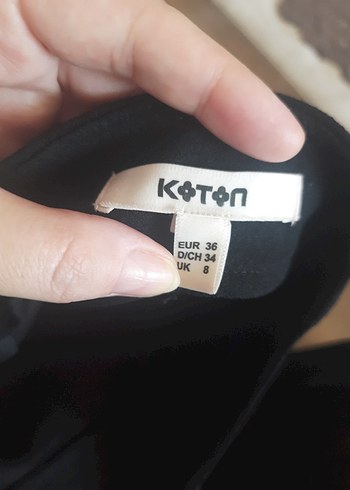 KOTON
EUR 36
D/CH 34
UK 8